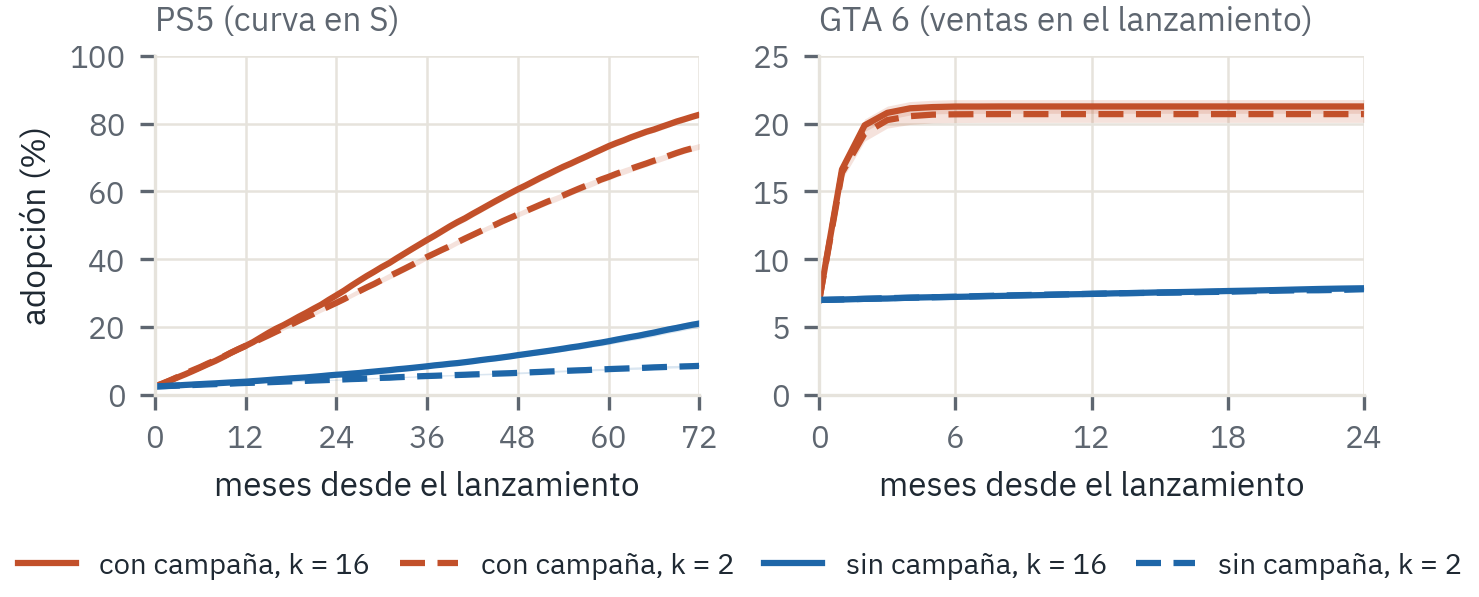 PS5 (curva en S)
GTA 6 (ventas en el lanzamiento)
adopción (%)
100
80
60
40
20
0
0 12 24 36 48 60 72
meses desde el lanzamiento
25
20
15
10
5
0
0 6 12 18 24
meses desde el lanzamiento
con campaña, k = 16 con campaña, k = 2 sin campaña, k = 16 sin campaña, k = 2